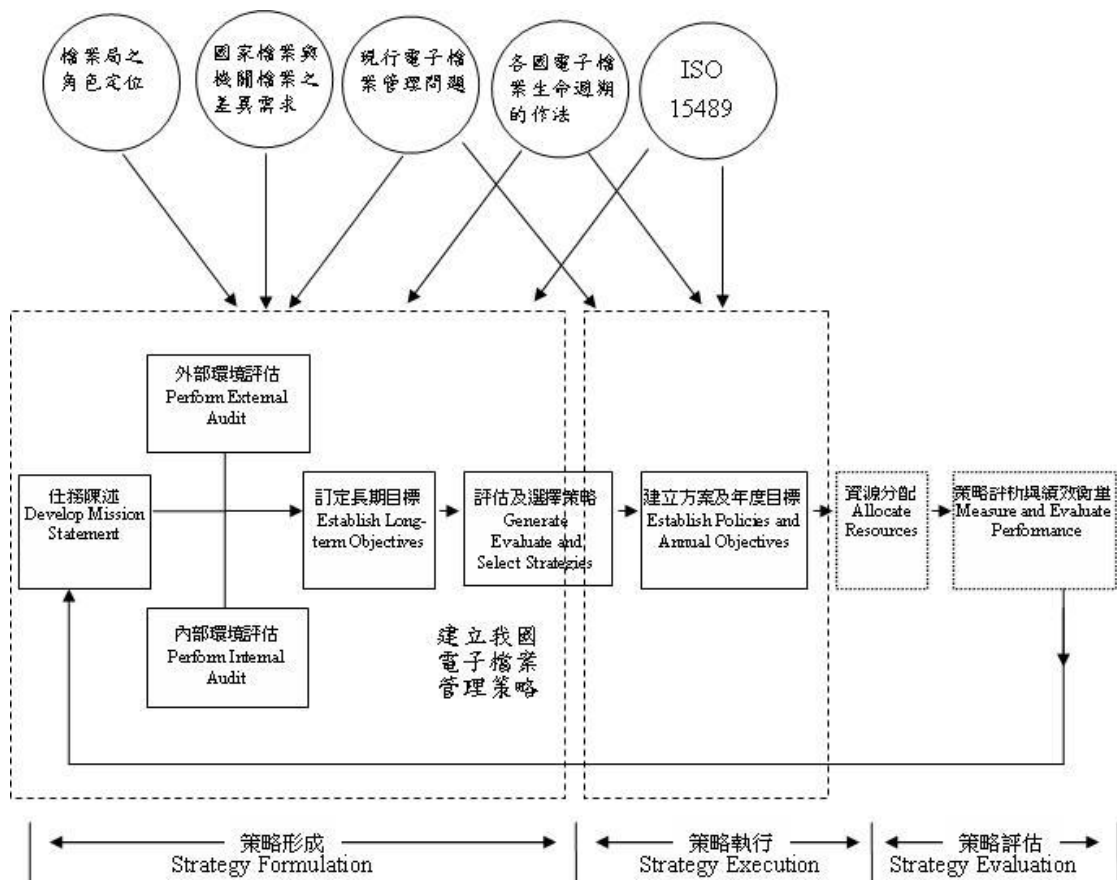 檔案局之
角色定位
國家檔案與
機關檔案之
差異需求
現行電子檔
案管理問題
各國電子檔
案生命週期
的作法
ISO
15489
外部環境評估
Perform External
Audit
任務陳述
Develop Mission
Statement
訂定長期目標
Establish Long-
term Objectives
評估及選擇策略
Generate
Evaluate and
Select Strategies
建立方案及年度目標
Establish Policies and
Annual Objectives
資源分配
Allocate
Resources
策略評析與績效衡量
Measure and Evaluate
Performance
內部環境評估
Perform Internal
Audit
建立我國
電子檔案
管理策略
策略形成
Strategy Formulation
策略執行
Strategy Execution
策略評估
Strategy Evaluation